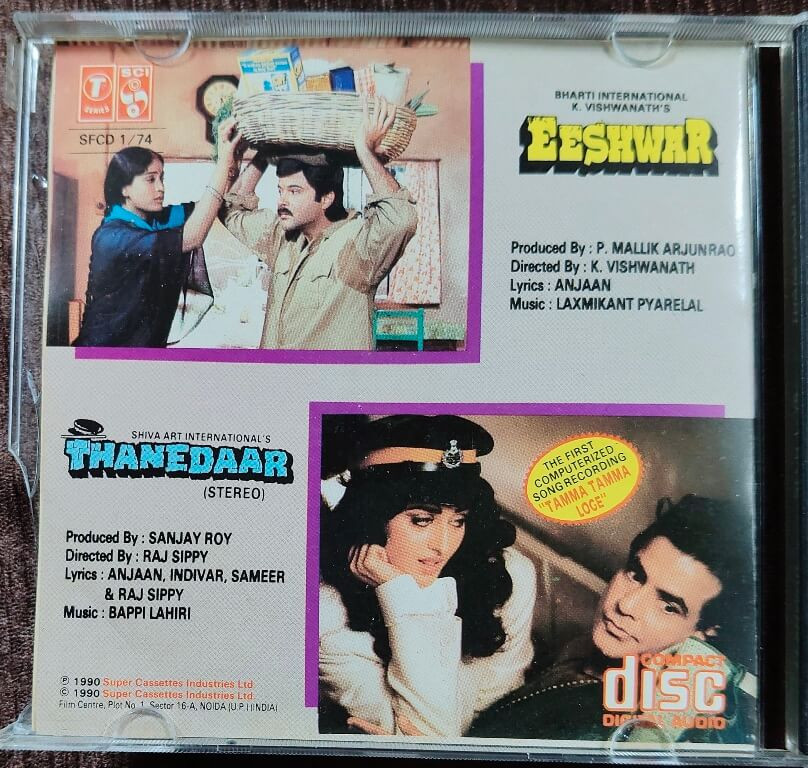 T
SERIES
SCI
SFCD 1/74
BHARTI INTERNATIONAL
K. VISHWANATH'S
EESHWAR
Produced By : P. MALLIK ARJUNRAO
Directed By : K. VISHWANATH
Lyrics : ANJAAN
Music : LAXMIKANT PYARELAL
SHIVA ART INTERNATIONAL'S
THANEDAAR
(STEREO)
Produced By : SANJAY ROY
Directed By : RAJ SIPPY
Lyrics : ANJAAN, INDIVAR, SAMEER
& RAJ SIPPY
Music : BAPPI LAHIRI
THE FIRST
COMPUTERIZED
SONG RECORDING
"TAMMA TAMMA
LOGE"
℗ 1990 Super Cassettes Industries Ltd
© 1990 Super Cassettes Industries Ltd.
Film Centre, Plot No. 1, Sector 16-A, NOIDA (U P ) (INDIA)
COMPACT
disc
DIGITAL AUDIO